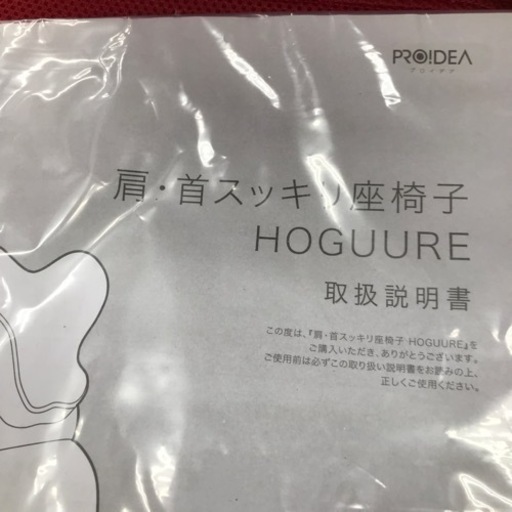 PRO!DEA
プロイデア
肩・首スッキリ座椅子
HOGUURE
取扱説明書
この度は、『肩・首スッキリ座椅子 HOGUURE』を
ご購入いただき、ありがとうございます。
ご使用前は必ずこの取り扱い説明書をお読みの上、
正しくご使用ください。